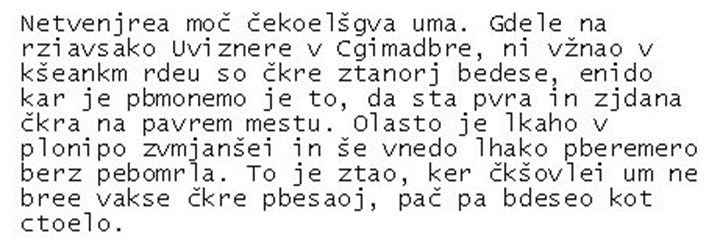 Netvenjrea moč čekoelšgva uma. Gdele na
rziavsako Uviznere v Cgimadbre, ni vžnao v
kšeankm rdeu so čkre ztanorj bedese, enido
kar je pbmonemo je to, da sta pvra in zjdana
čkra na pavrem mestu. Olasto je lkaho v
plonipo zvmjanšei in še vnedo lhako pberemero
berz pebomrla. To je ztao, ker čkšovlei um ne
bree vakse čkre pbesaoj, pač pa bdeseo kot
ctoelo.